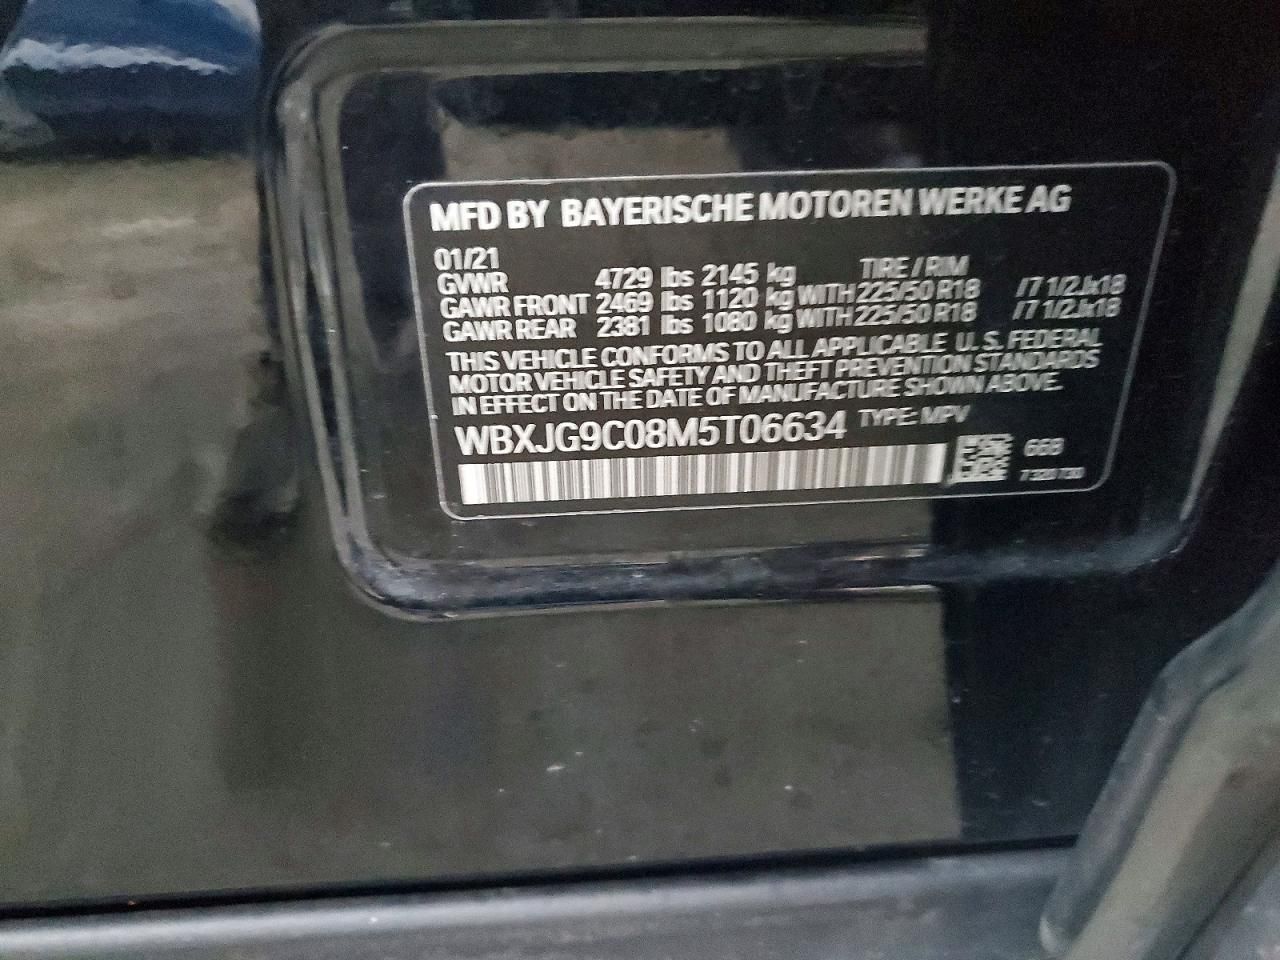 MFD BY BAYERISCHE MOTOREN WERKE AG
01/21
GVWR 4729 lbs 2145 kg TIRE / RIM
GAWR FRONT 2469 lbs 1120 kg WITH 225/50 R18 /7 1/2Jx18
GAWR REAR 2381 lbs 1080 kg WITH 225/50 R18 /7 1/2Jx18
THIS VEHICLE CONFORMS TO ALL APPLICABLE U.S. FEDERAL
MOTOR VEHICLE SAFETY AND THEFT PREVENTION STANDARDS
IN EFFECT ON THE DATE OF MANUFACTURE SHOWN ABOVE.
WBXJG9C08M5T06634 TYPE: MPV
668